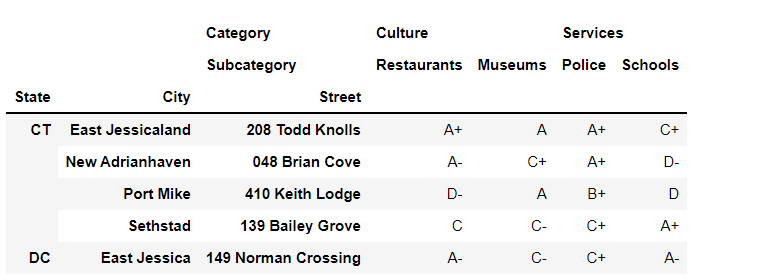 Category Culture Services
Subcategory Restaurants Museums Police Schools
State City Street
CT East Jessicaland 208 Todd Knolls A+ A A+ C+
New Adrianhaven 048 Brian Cove A- C+ A+ D-
Port Mike 410 Keith Lodge D- A B+ D
Sethstad 139 Bailey Grove C C- C+ A+
DC East Jessica 149 Norman Crossing A- C- C+ A-